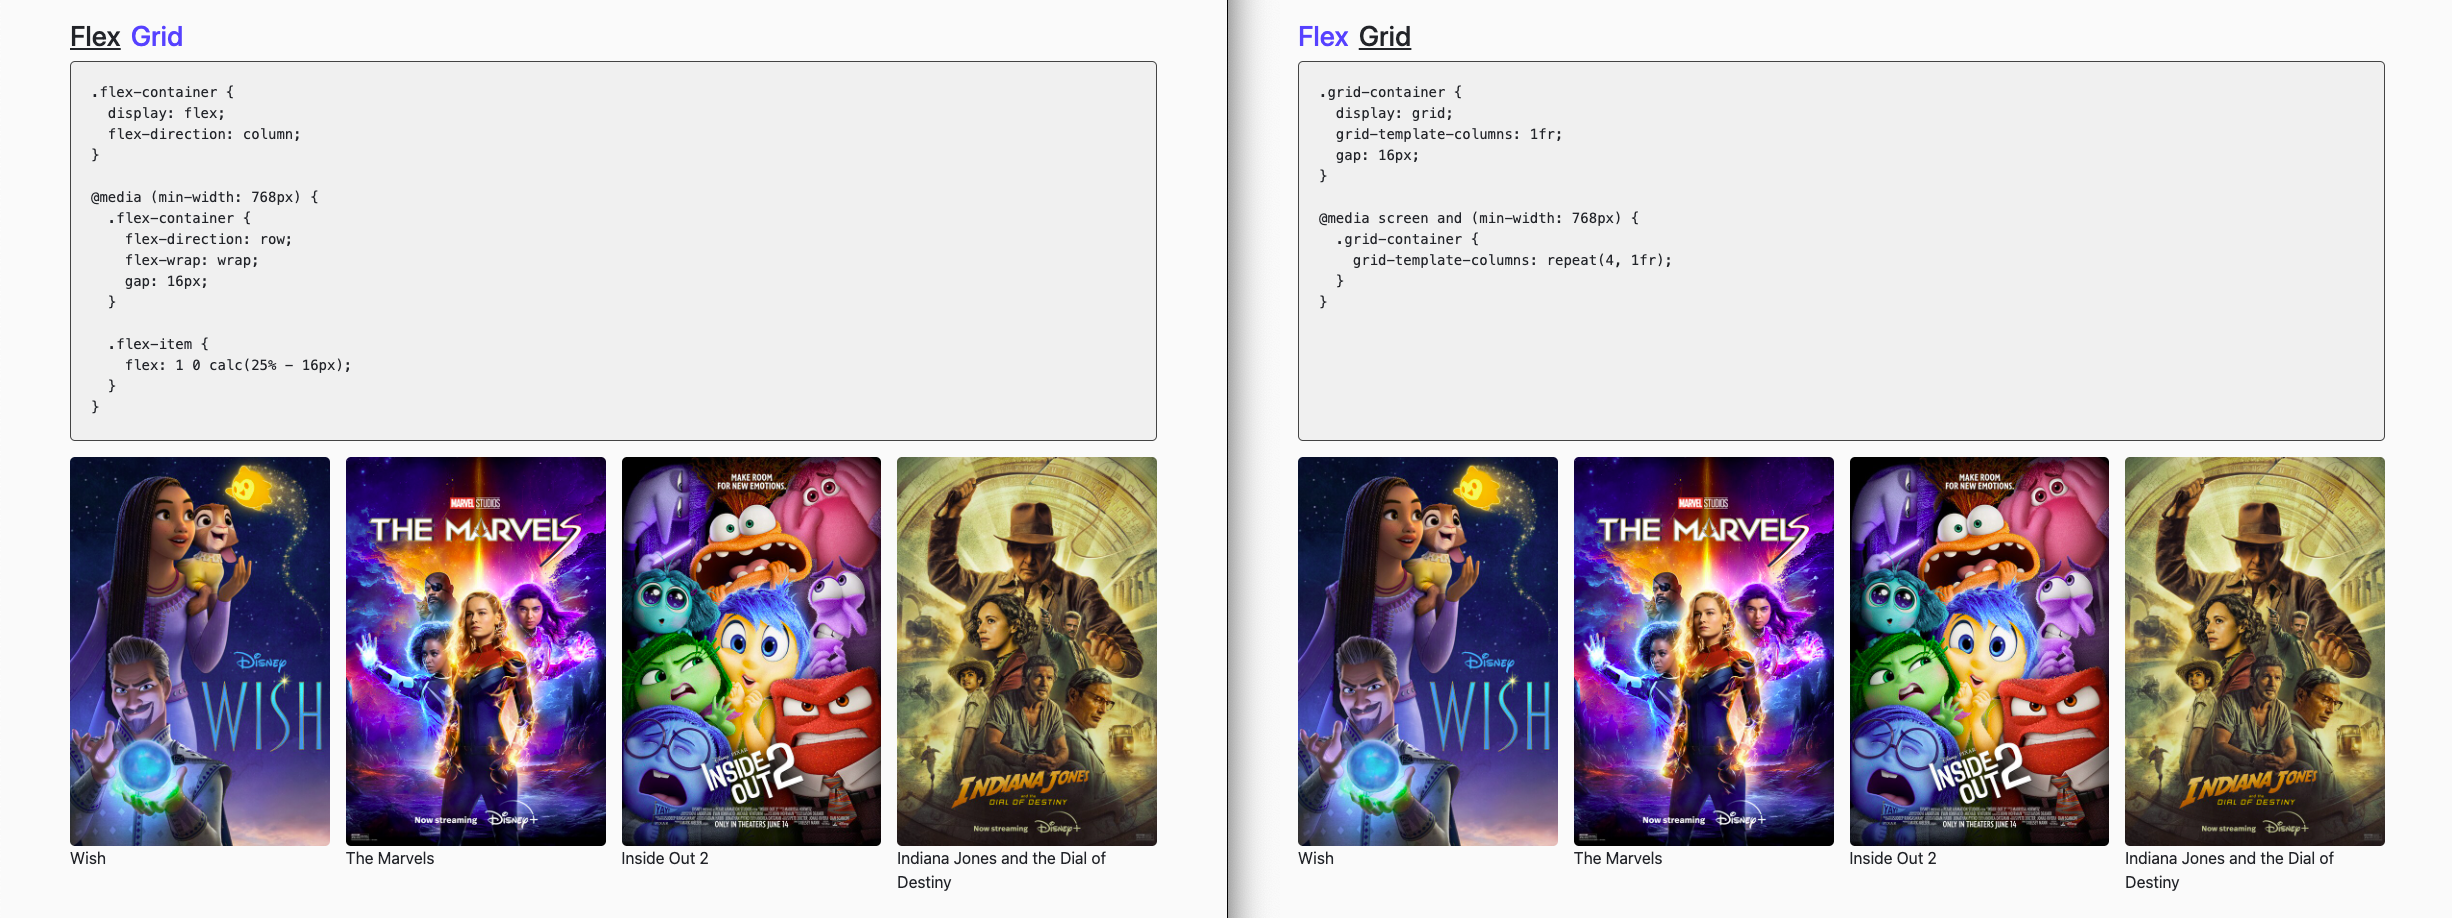 Flex Grid
.flex-container {
  display: flex;
  flex-direction: column;
}
@media (min-width: 768px) {
  .flex-container {
    flex-direction: row;
    flex-wrap: wrap;
    gap: 16px;
  }
  .flex-item {
    flex: 1 0 calc(25% - 16px);
  }
}
MAKE ROOM
FOR NEW EMOTIONS.
MARVEL STUDIOS
THE MARVELS
Disney
WISH
INSIDE
OUT 2
INDIANA JONES
and the
DIAL OF DESTINY
Now streaming Disney+
ONLY IN THEATERS JUNE 14
Now streaming Disney+
Wish
The Marvels
Inside Out 2
Indiana Jones and the Dial of
Destiny
Flex Grid
.grid-container {
  display: grid;
  grid-template-columns: 1fr;
  gap: 16px;
}
@media screen and (min-width: 768px) {
  .grid-container {
    grid-template-columns: repeat(4, 1fr);
  }
}
MAKE ROOM
FOR NEW EMOTIONS.
MARVEL STUDIOS
THE MARVELS
Disney
WISH
INSIDE
OUT 2
INDIANA JONES
and the
DIAL OF DESTINY
Now streaming Disney+
ONLY IN THEATERS JUNE 14
Now streaming Disney+
Wish
The Marvels
Inside Out 2
Indiana Jones and the Dial of
Destiny